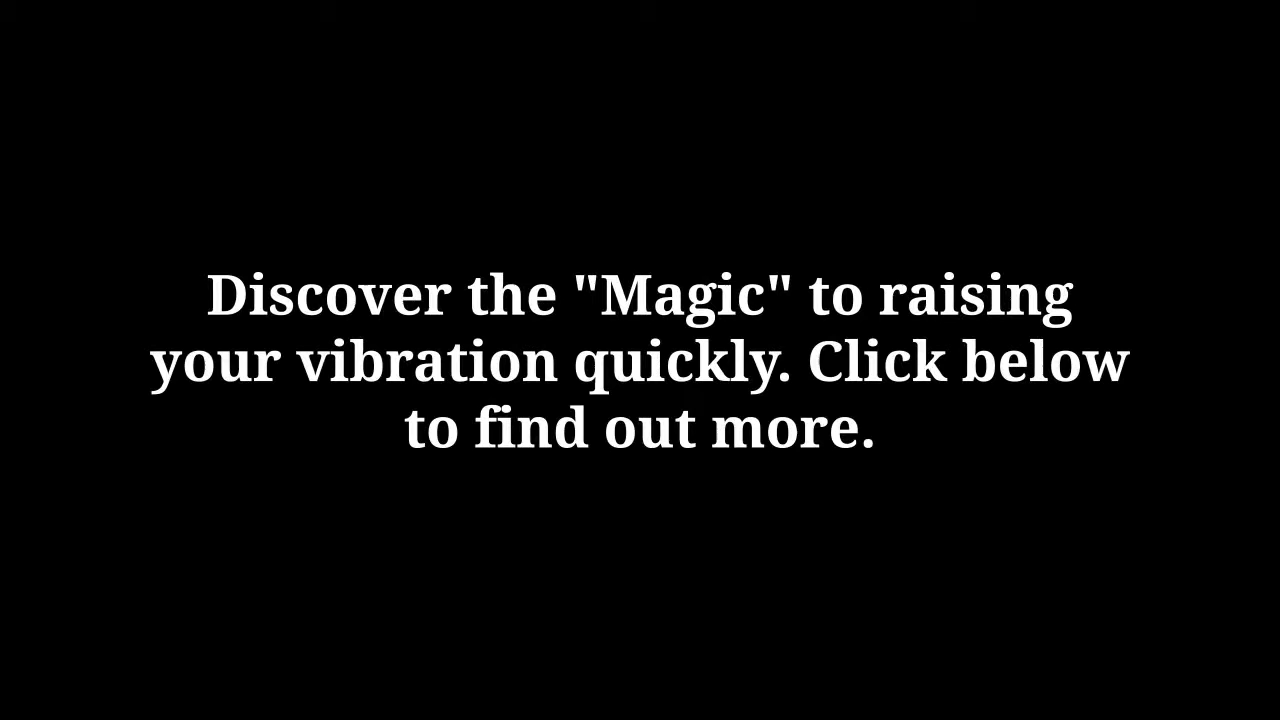 Discover the "Magic" to raising
your vibration quickly. Click below
to find out more.